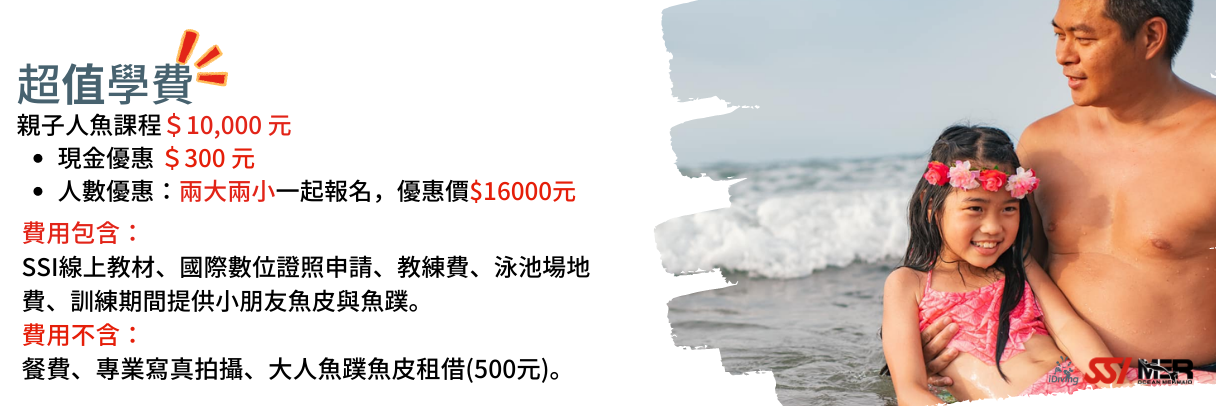 超值學費
親子人魚課程＄10,000 元
• 現金優惠 ＄300 元
• 人數優惠：兩大兩小一起報名，優惠價$16000元
費用包含：
SSI線上教材、國際數位證照申請、教練費、泳池場地
費、訓練期間提供小朋友魚皮與魚蹼。
費用不含：
餐費、專業寫真拍攝、大人魚蹼魚皮租借(500元)。
iDiving
SSI
MER
OCEAN MERMAID